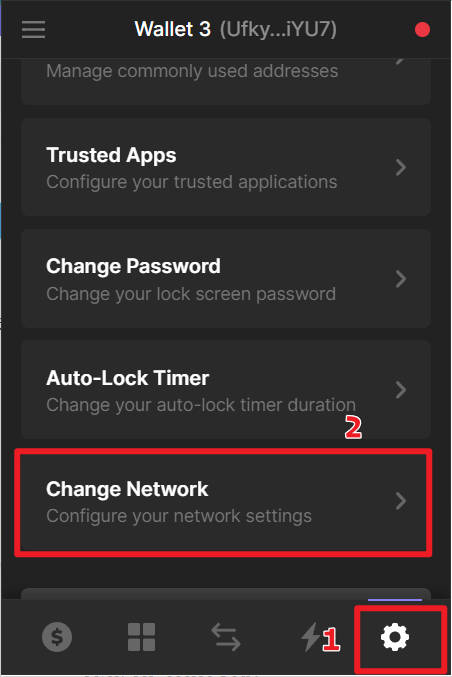 Wallet 3 (Ufky...iYU7)
Manage commonly used addresses
Trusted Apps
Configure your trusted applications
Change Password
Change your lock screen password
Auto-Lock Timer
Change your auto-lock timer duration
2
Change Network
Configure your network settings
$
1